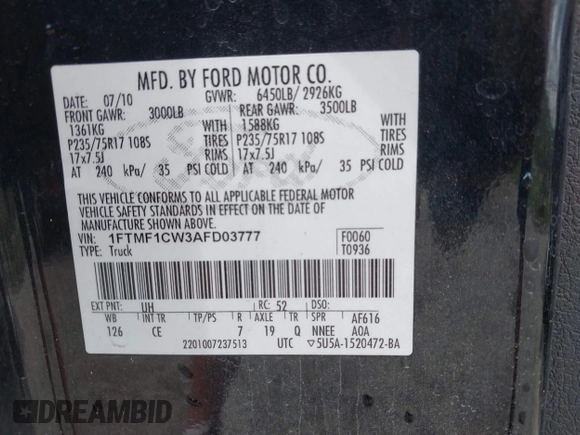 MFD. BY FORD MOTOR CO.
DATE: 07/10 GVWR: 6450LB/ 2926KG
FRONT GAWR: 3000LB REAR GAWR: 3500LB
1361KG WITH 1588KG WITH
P235/75R17 108S TIRES P235/75R17 108S TIRES
17x7.5J RIMS 17x7.5J RIMS
AT 240 kPa/ 35 PSI COLD AT 240 kPa/ 35 PSI COLD
THIS VEHICLE CONFORMS TO ALL APPLICABLE FEDERAL MOTOR
VEHICLE SAFETY STANDARDS IN EFFECT ON THE DATE OF
MANUFACTURE SHOWN ABOVE.
VIN: 1FTMF1CW3AFD03777 F0060
TYPE: Truck T0936
EXT PNT: UH RC: 52 DSO:
WB INT TR TP/PS R AXLE TR SPR AF616
126 CE 7 19 Q NNEE AOA
2201007237513 UTC 5U5A-1520472-BA
Ford
DREAMBID